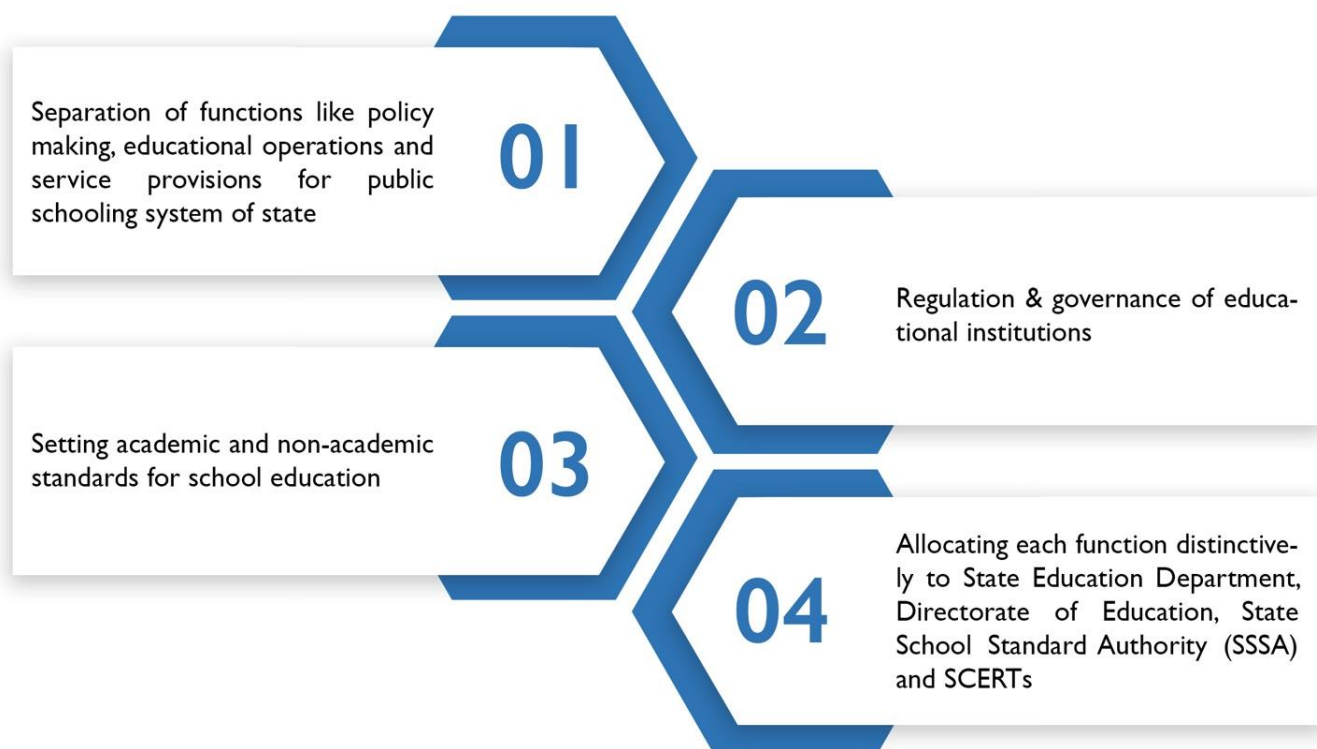 Separation of functions like policy
making, educational operations and
service provisions for public
schooling system of state
01
02
Regulation & governance of educa-
tional institutions
Setting academic and non-academic
standards for school education
03
04
Allocating each function distinctive-
ly to State Education Department,
Directorate of Education, State
School Standard Authority (SSSA)
and SCERTs